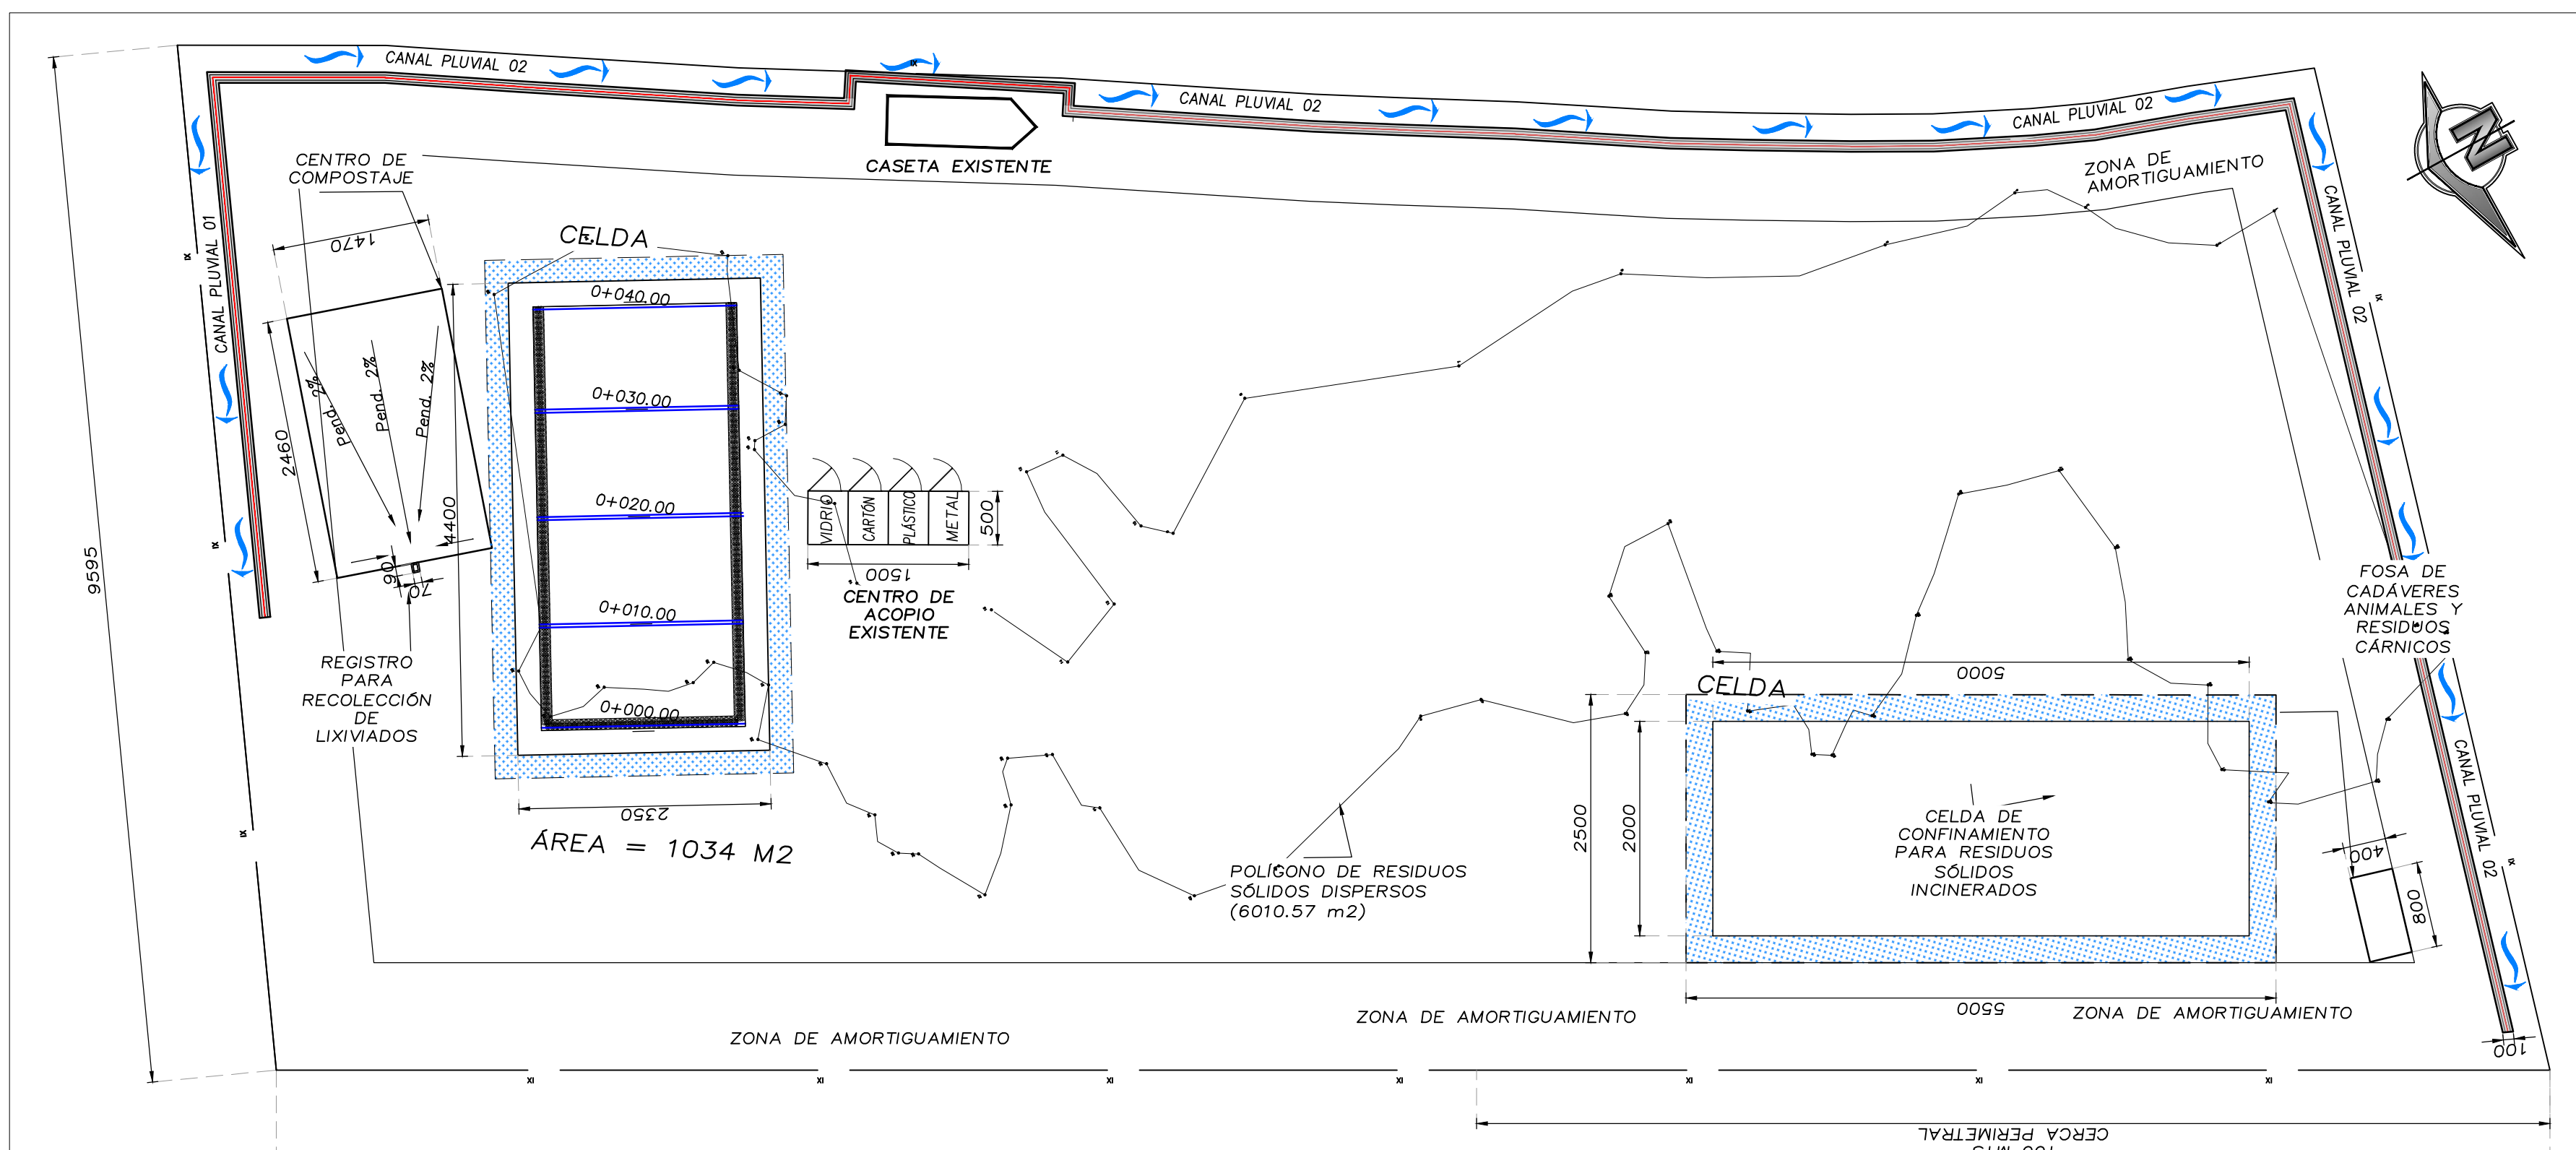 CANAL PLUVIAL 02
CANAL PLUVIAL 02
CANAL PLUVIAL 02
N
CASETA EXISTENTE
ZONA DE
AMORTIGUAMIENTO
CENTRO DE
COMPOSTAJE
CANAL PLUVIAL 01
CANAL PLUVIAL 02
1470
CELDA
0+040.00
0+030.00
0+020.00
0+010.00
0+000.00
Pend. 2%
Pend. 2%
Pend. 2%
2460
4400
9595
90
70
VIDRIO
CARTÓN
PLÁSTICO
METAL
500
1500
CENTRO DE
ACOPIO
EXISTENTE
FOSA DE
CADÁVERES
ANIMALES Y
RESIDUOS
CÁRNICOS
REGISTRO
PARA
RECOLECCIÓN
DE
LIXIVIADOS
5000
CELDA
2350
ÁREA = 1034 M2
2500
2000
CELDA DE
CONFINAMIENTO
PARA RESIDUOS
SÓLIDOS
INCINERADOS
POLÍGONO DE RESIDUOS
SÓLIDOS DISPERSOS
(6010.57 m2)
400
800
CANAL PLUVIAL 02
5500
ZONA DE AMORTIGUAMIENTO
ZONA DE AMORTIGUAMIENTO
ZONA DE AMORTIGUAMIENTO
100
CERCA PERIMETRAL